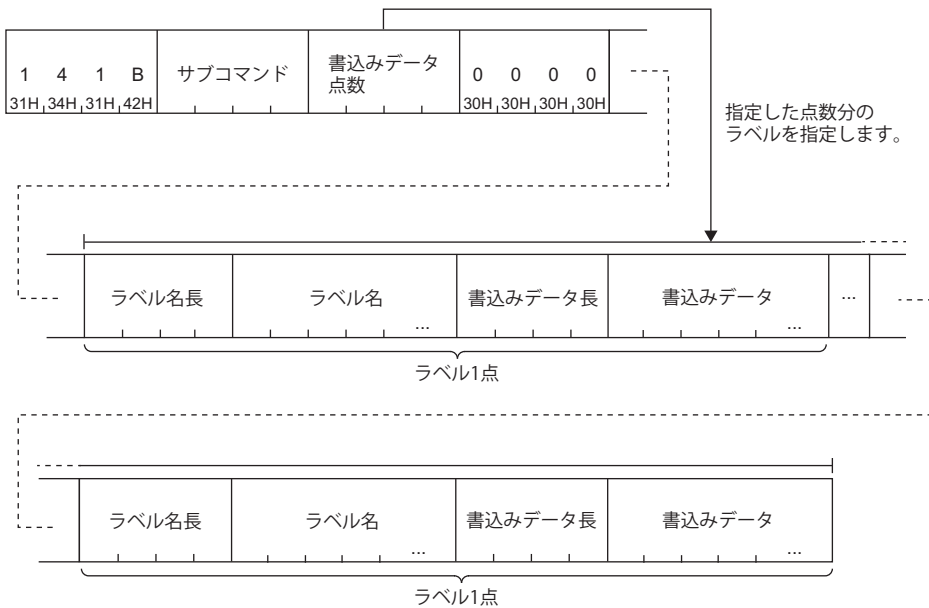 1 4 1 B
31H 34H 31H 42H
サブコマンド
書込みデータ
点数
0 0 0 0
30H 30H 30H 30H
指定した点数分の
ラベルを指定します。
ラベル名長
ラベル名
...
書込みデータ長
書込みデータ
...
...
ラベル1点
ラベル名長
ラベル名
...
書込みデータ長
書込みデータ
...
ラベル1点